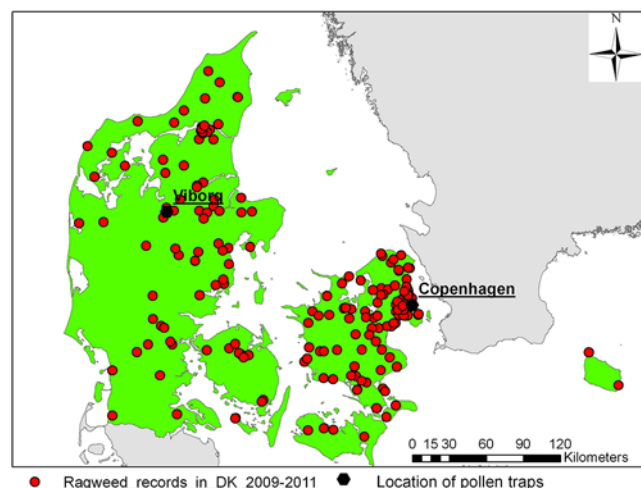 N
Viborg
Copenhagen
0 15 30 60 90 120
Kilometers
Ragweed records in DK 2009-2011 Location of pollen traps